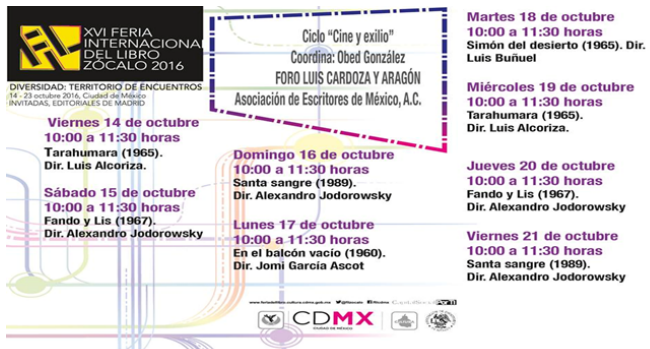 FIL
XVI FERIA
INTERNACIONAL
DEL LIBRO
ZÓCALO 2016
DIVERSIDAD: TERRITORIO DE ENCUENTROS
14 - 23 octubre 2016, Ciudad de México
INVITADAS, EDITORIALES DE MADRID
Ciclo “Cine y exilio”
Coordina: Obed González
FORO LUIS CARDOZA Y ARAGÓN
Asociación de Escritores de México, A.C.
Viernes 14 de octubre
10:00 a 11:30 horas
Tarahumara (1965).
Dir. Luis Alcoriza.
Sábado 15 de octubre
10:00 a 11:30 horas
Fando y Lis (1967).
Dir. Alexandro Jodorowsky
Domingo 16 de octubre
10:00 a 11:30 horas
Santa sangre (1989).
Dir. Alexandro Jodorowsky
Lunes 17 de octubre
10:00 a 11:30 horas
En el balcón vacío (1960).
Dir. Jomi García Ascot
Martes 18 de octubre
10:00 a 11:30 horas
Simón del desierto (1965). Dir.
Luis Buñuel
Miércoles 19 de octubre
10:00 a 11:30 horas
Tarahumara (1965).
Dir. Luis Alcoriza.
Jueves 20 de octubre
10:00 a 11:30 horas
Fando y Lis (1967).
Dir. Alexandro Jodorowsky
Viernes 21 de octubre
10:00 a 11:30 horas
Santa sangre (1989).
Dir. Alexandro Jodorowsky
CDMX
CIUDAD DE MÉXICO